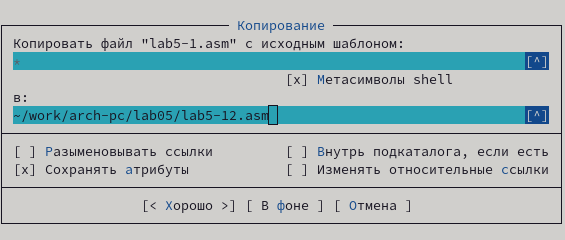 Копирование
Копировать файл "lab5-1.asm" с исходным шаблоном:
* [^]
[x] Метасимволы shell
в:
~/work/arch-pc/lab05/lab5-12.asm [^]
[ ] Разыменовывать ссылки [ ] Внутрь подкаталога, если есть
[x] Сохранять атрибуты [ ] Изменять относительные ссылки
[< Хорошо >] [ В фоне ] [ Отмена ]